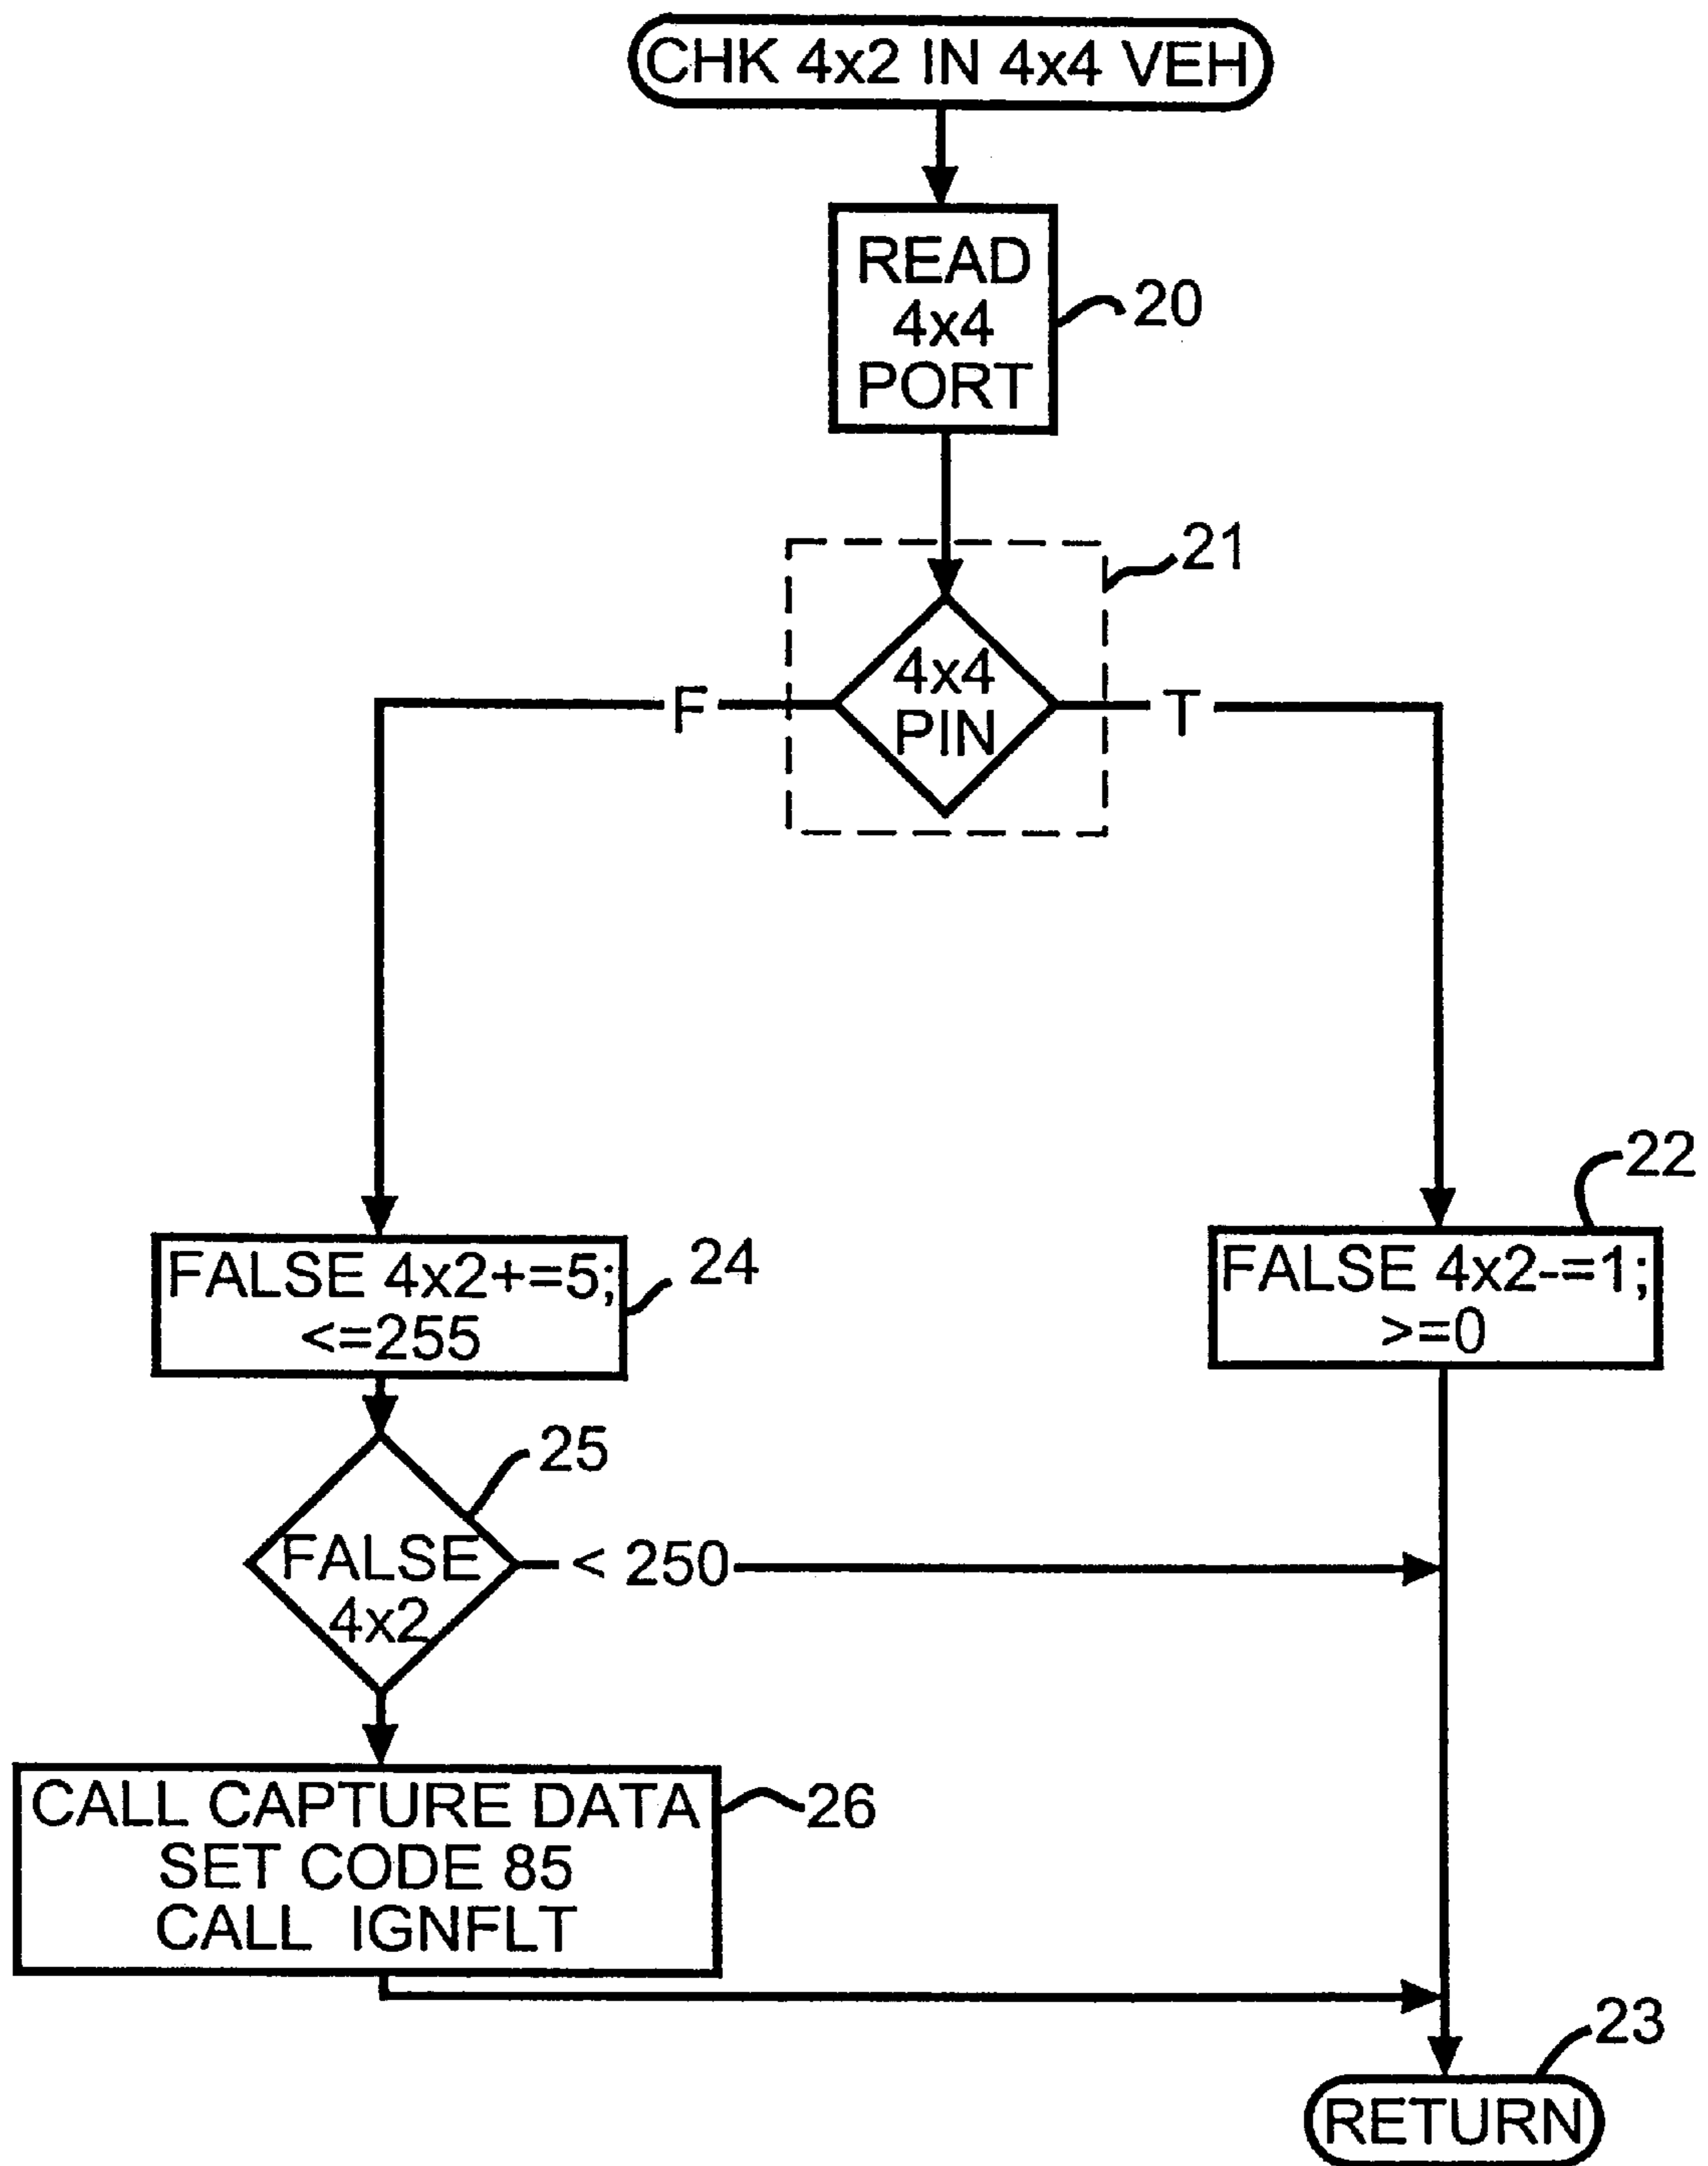 CHK 4x2 IN 4x4 VEH
READ
4x4
PORT
20
21
4x4
PIN
F
T
22
FALSE 4x2-=1;
>=0
FALSE 4x2+=5;
<=255
24
25
FALSE
4x2
< 250
CALL CAPTURE DATA
SET CODE 85
CALL IGNFLT
26
23
RETURN